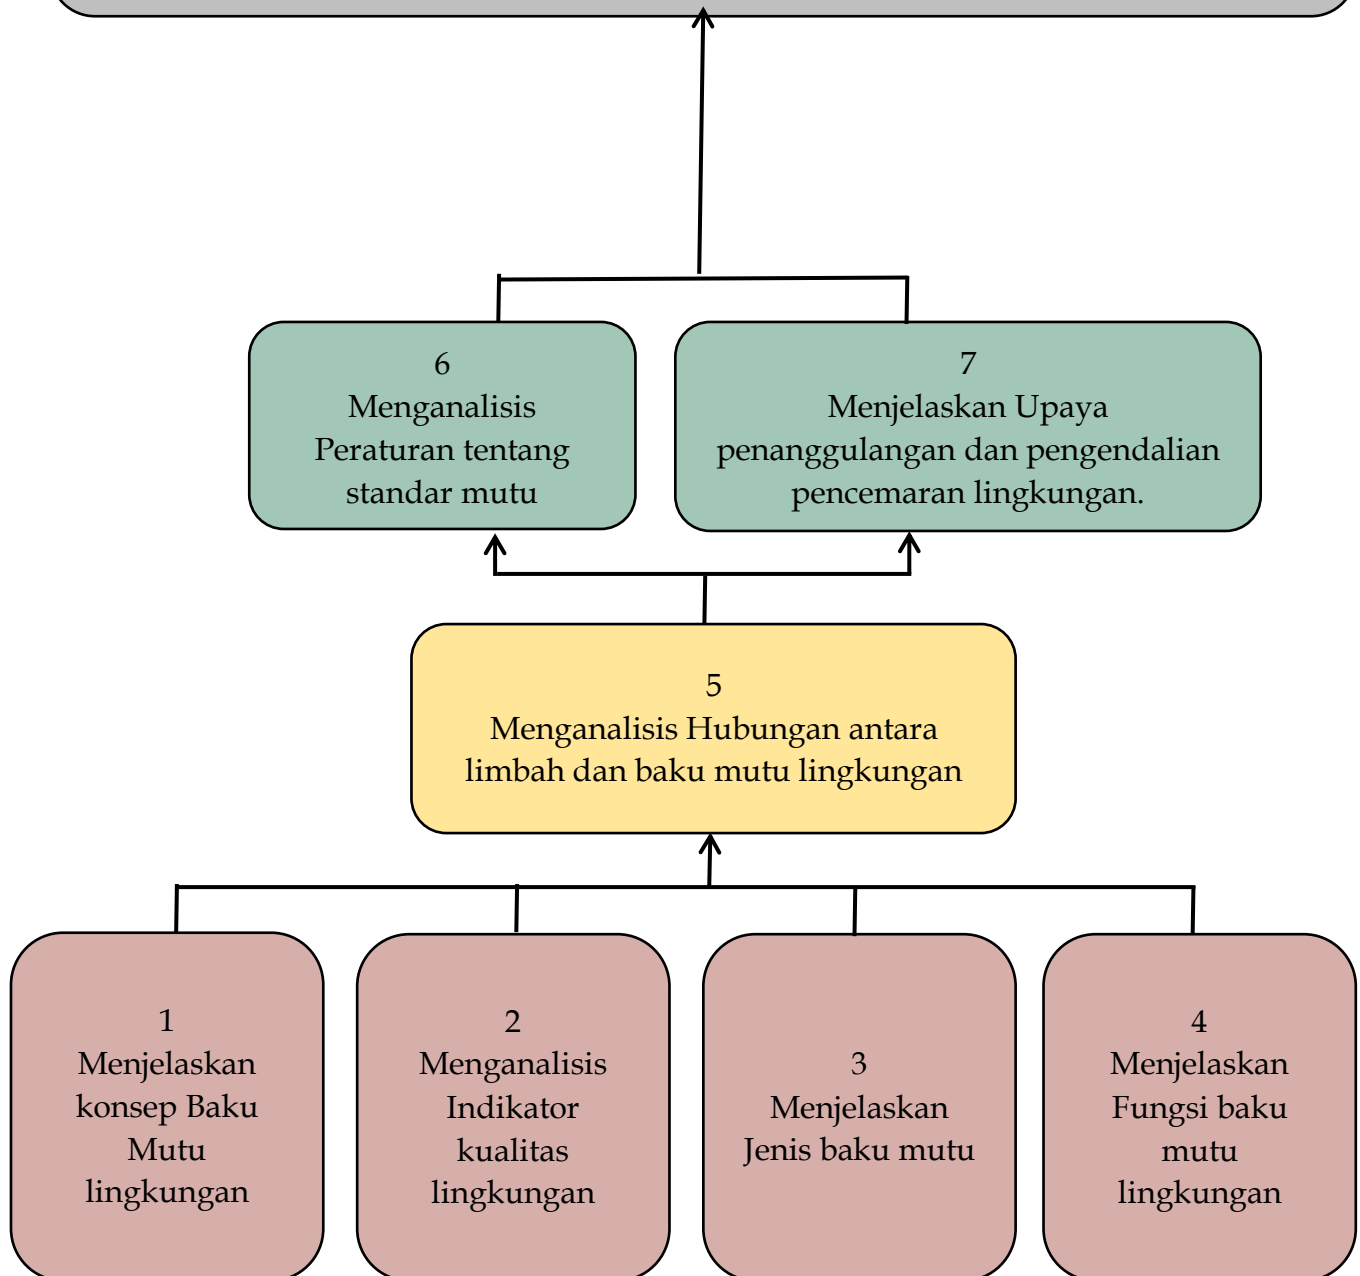 6
Menganalisis
Peraturan tentang
standar mutu
7
Menjelaskan Upaya
penanggulangan dan pengendalian
pencemaran lingkungan.
5
Menganalisis Hubungan antara
limbah dan baku mutu lingkungan
1
Menjelaskan
konsep Baku
Mutu
lingkungan
2
Menganalisis
Indikator
kualitas
lingkungan
3
Menjelaskan
Jenis baku mutu
4
Menjelaskan
Fungsi baku
mutu
lingkungan